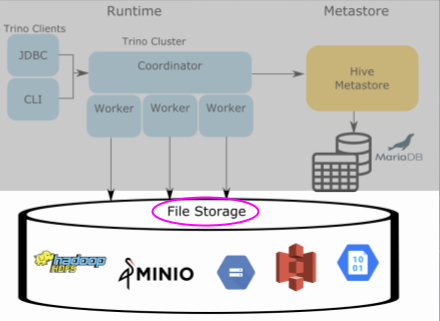 Runtime
Metastore
Trino Clients
Trino Cluster
JDBC
CLI
Coordinator
Worker
Worker
Worker
Hive
Metastore
MariaDB
File Storage
hadoop
HDFS
MINIO
10
01